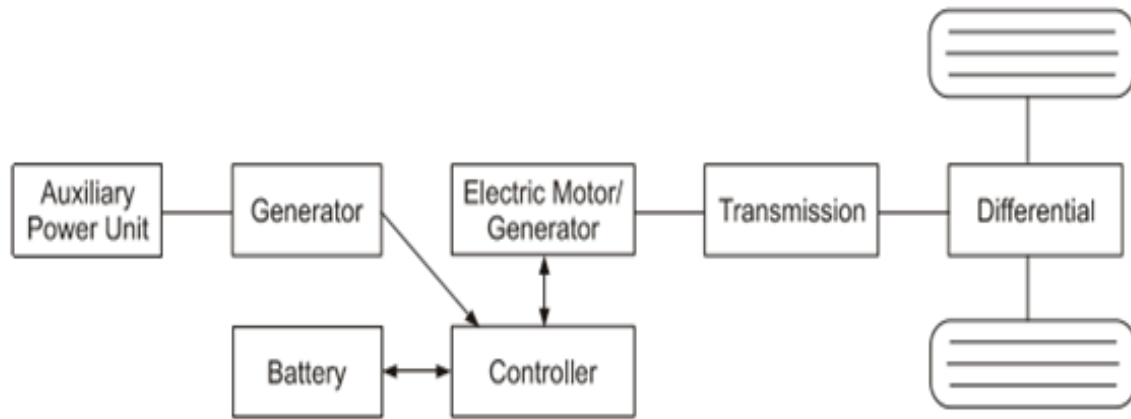 Auxiliary
Power Unit
Generator
Electric Motor/
Generator
Transmission
Differential
Battery
Controller